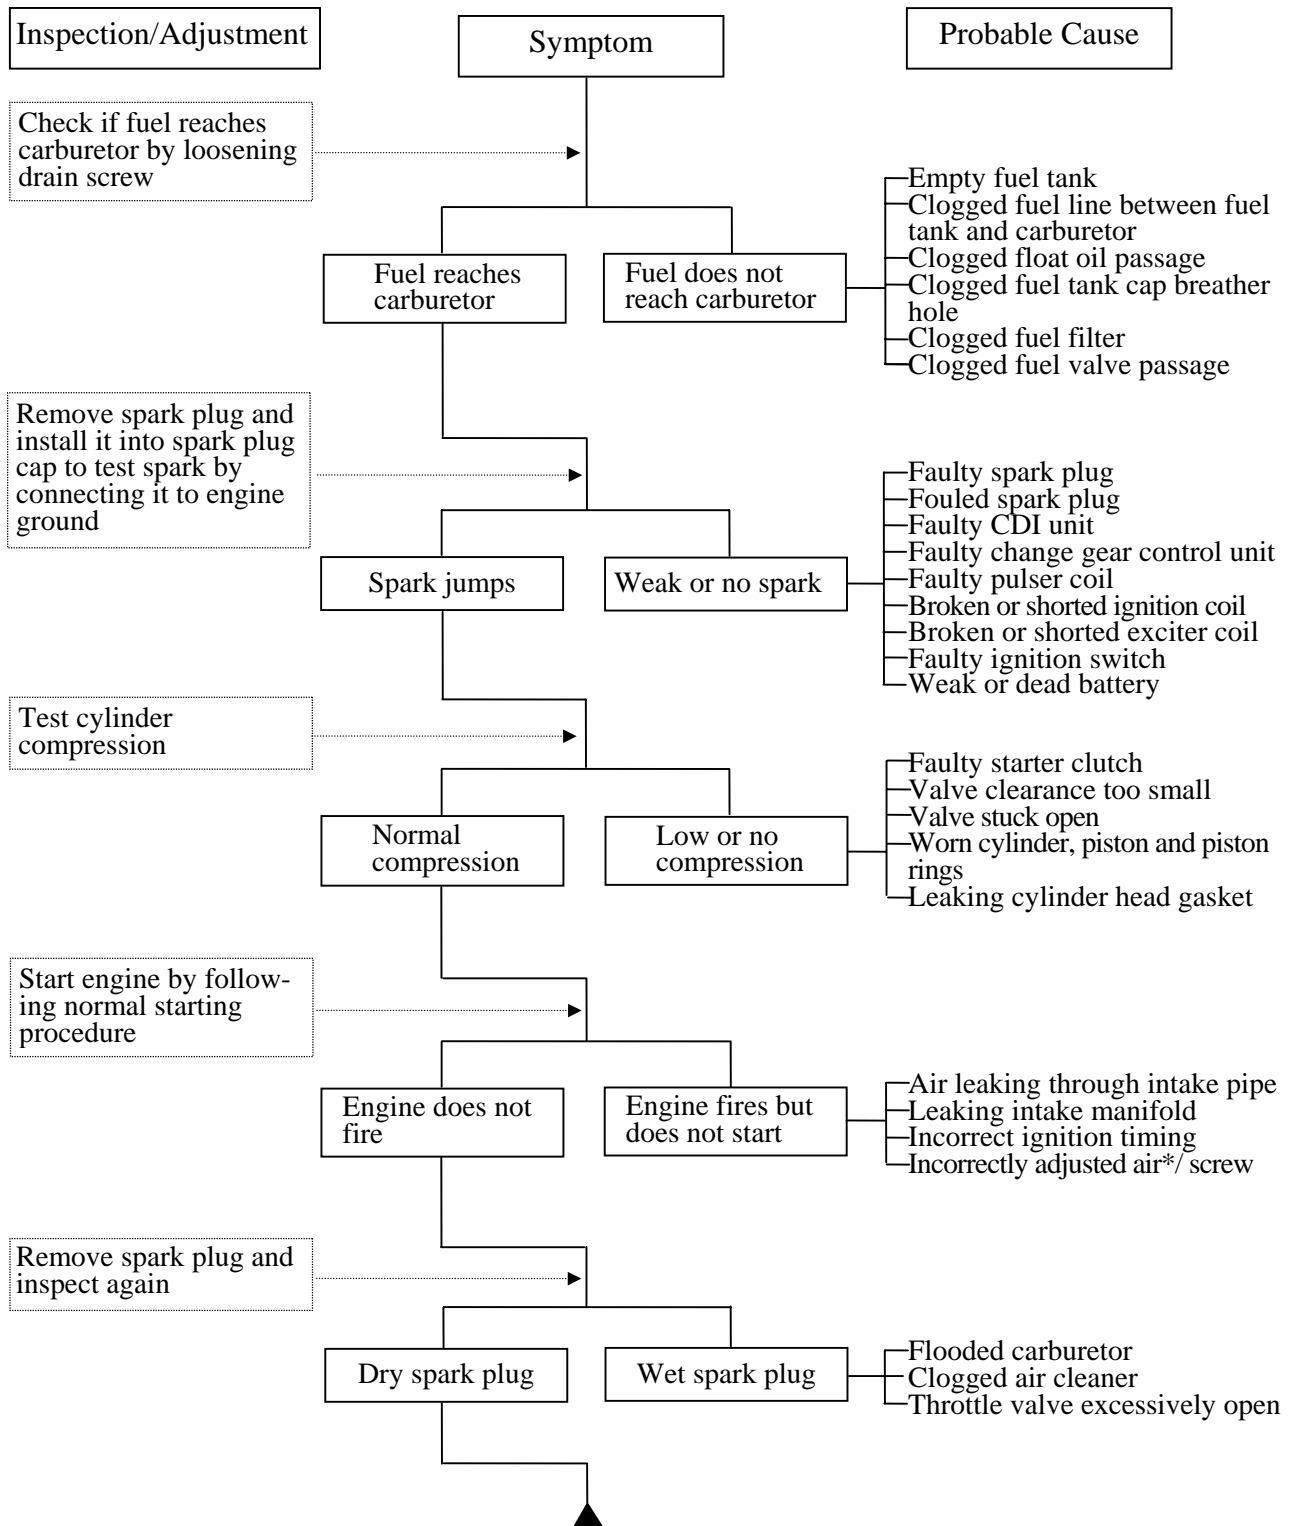 Inspection/Adjustment
Symptom
Probable Cause
Check if fuel reaches
carburetor by loosening
drain screw
Fuel reaches
carburetor
Fuel does not
reach carburetor
Empty fuel tank
Clogged fuel line between fuel
tank and carburetor
Clogged float oil passage
Clogged fuel tank cap breather
hole
Clogged fuel filter
Clogged fuel valve passage
Remove spark plug and
install it into spark plug
cap to test spark by
connecting it to engine
ground
Spark jumps
Weak or no spark
Faulty spark plug
Fouled spark plug
Faulty CDI unit
Faulty change gear control unit
Faulty pulser coil
Broken or shorted ignition coil
Broken or shorted exciter coil
Faulty ignition switch
Weak or dead battery
Test cylinder
compression
Normal
compression
Low or no
compression
Faulty starter clutch
Valve clearance too small
Valve stuck open
Worn cylinder, piston and piston
rings
Leaking cylinder head gasket
Start engine by follow-
ing normal starting
procedure
Engine does not
fire
Engine fires but
does not start
Air leaking through intake pipe
Leaking intake manifold
Incorrect ignition timing
Incorrectly adjusted air*/ screw
Remove spark plug and
inspect again
Dry spark plug
Wet spark plug
Flooded carburetor
Clogged air cleaner
Throttle valve excessively open